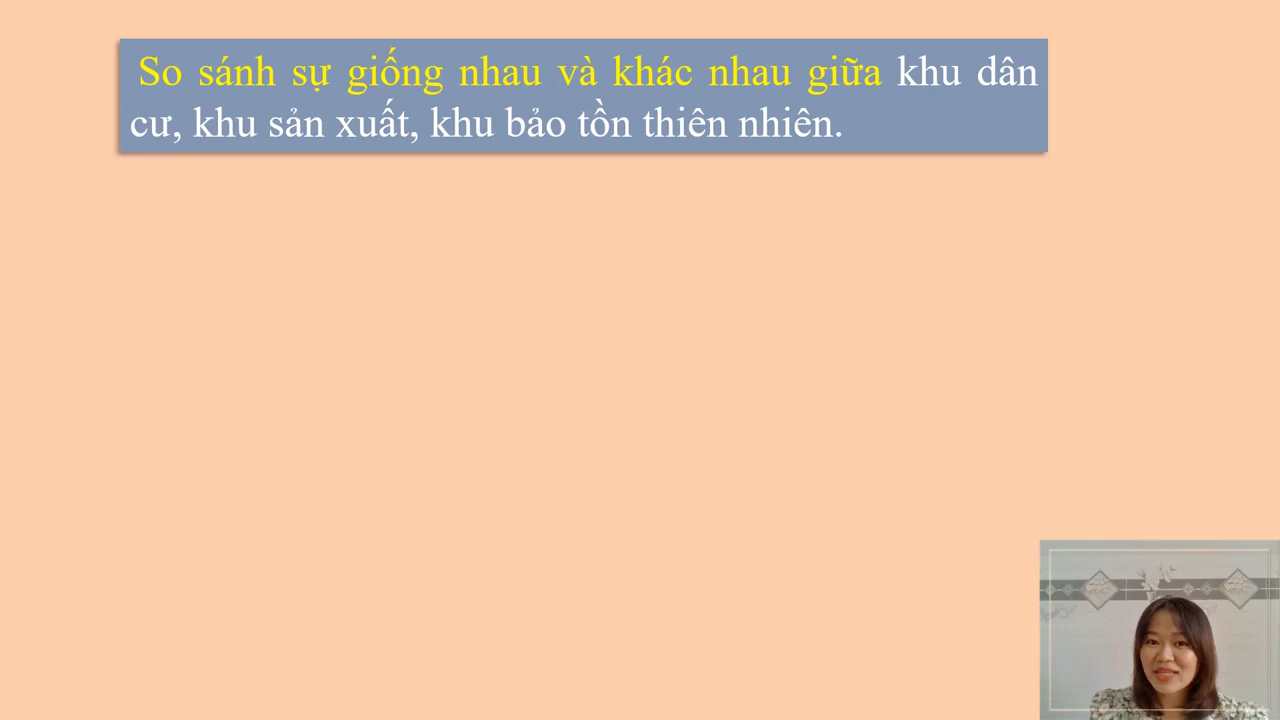 So sánh sự giống nhau và khác nhau giữa khu dân
cư, khu sản xuất, khu bảo tồn thiên nhiên.